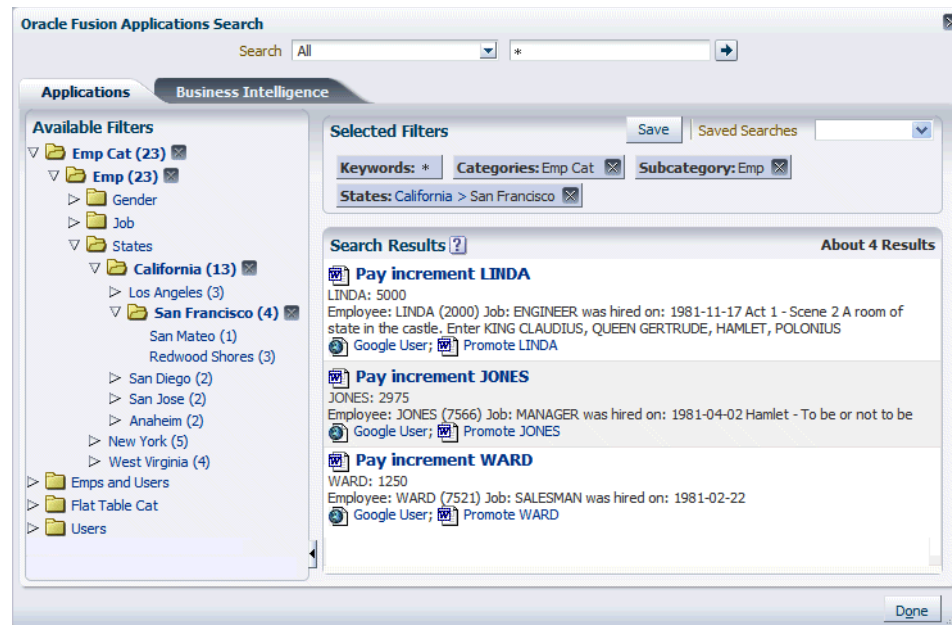 Oracle Fusion Applications Search
Search All *
Applications Business Intelligence
Available Filters
Emp Cat (23)
Emp (23)
Gender
Job
States
California (13)
Los Angeles (3)
San Francisco (4)
San Mateo (1)
Redwood Shores (3)
San Diego (2)
San Jose (2)
Anaheim (2)
New York (5)
West Virginia (4)
Emps and Users
Flat Table Cat
Users
Selected Filters Save Saved Searches
Keywords: * Categories: Emp Cat Subcategory: Emp
States: California > San Francisco
Search Results ? About 4 Results
Pay increment LINDA
LINDA: 5000
Employee: LINDA (2000) Job: ENGINEER was hired on: 1981-11-17 Act 1 - Scene 2 A room of
state in the castle. Enter KING CLAUDIUS, QUEEN GERTRUDE, HAMLET, POLONIUS
Google User; Promote LINDA
Pay increment JONES
JONES: 2975
Employee: JONES (7566) Job: MANAGER was hired on: 1981-04-02 Hamlet - To be or not to be
Google User; Promote JONES
Pay increment WARD
WARD: 1250
Employee: WARD (7521) Job: SALESMAN was hired on: 1981-02-22
Google User; Promote WARD
Done